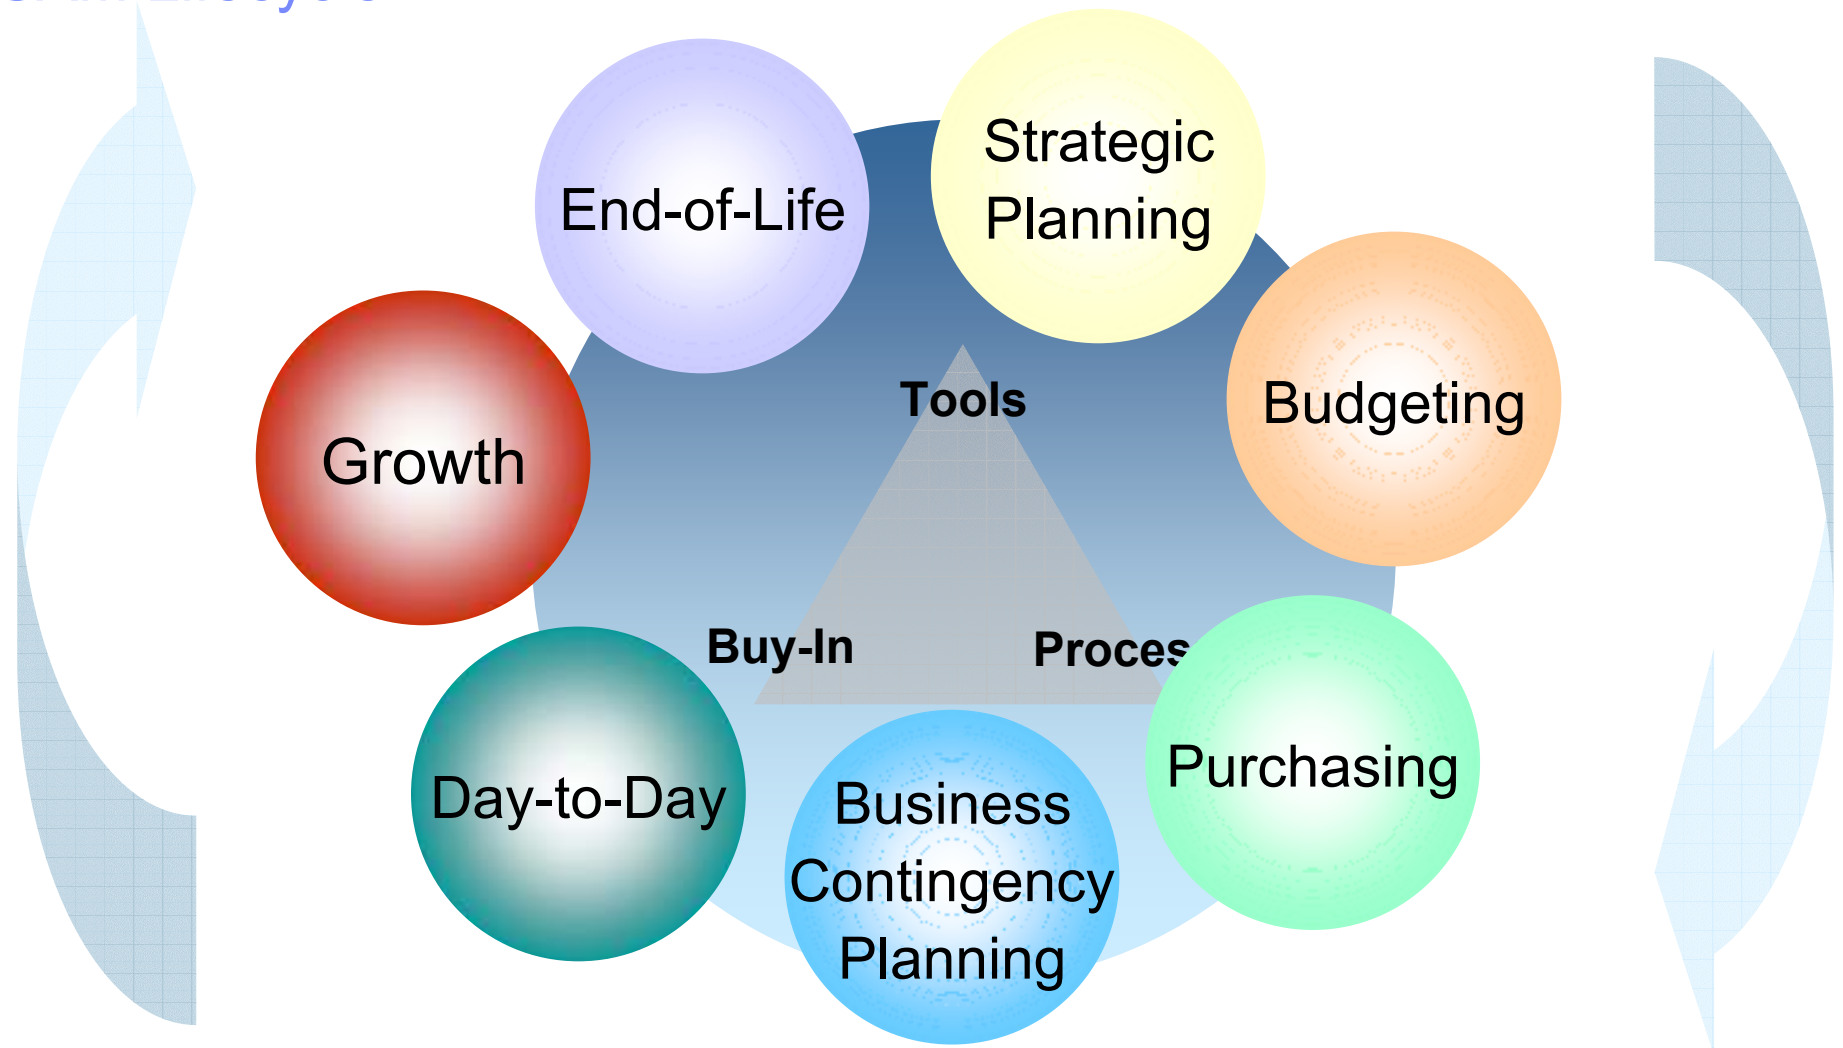 Strategic
Planning
End-of-Life
Budgeting
Tools
Growth
Buy-In
Proces
Purchasing
Day-to-Day
Business
Contingency
Planning